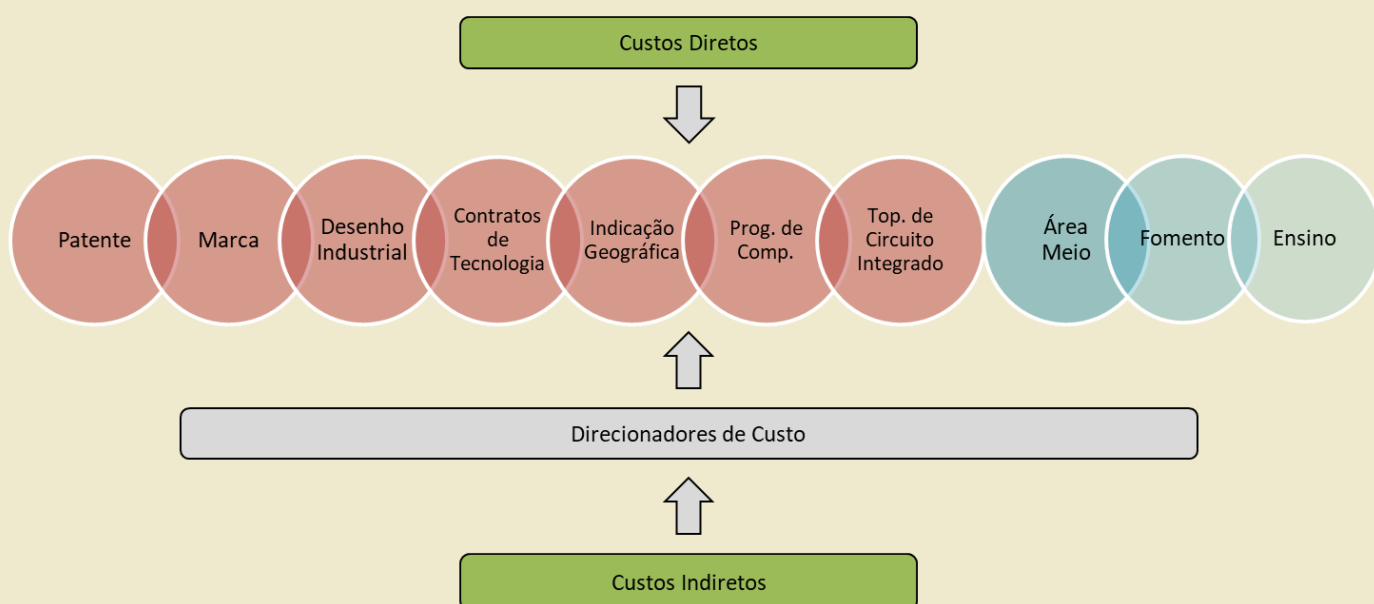 Custos Diretos
Patente
Marca
Desenho
Industrial
Contratos
de
Tecnologia
Indicação
Geográfica
Prog. de
Comp.
Top. de
Circuito
Integrado
Área
Meio
Fomento
Ensino
Direcionadores de Custo
Custos Indiretos